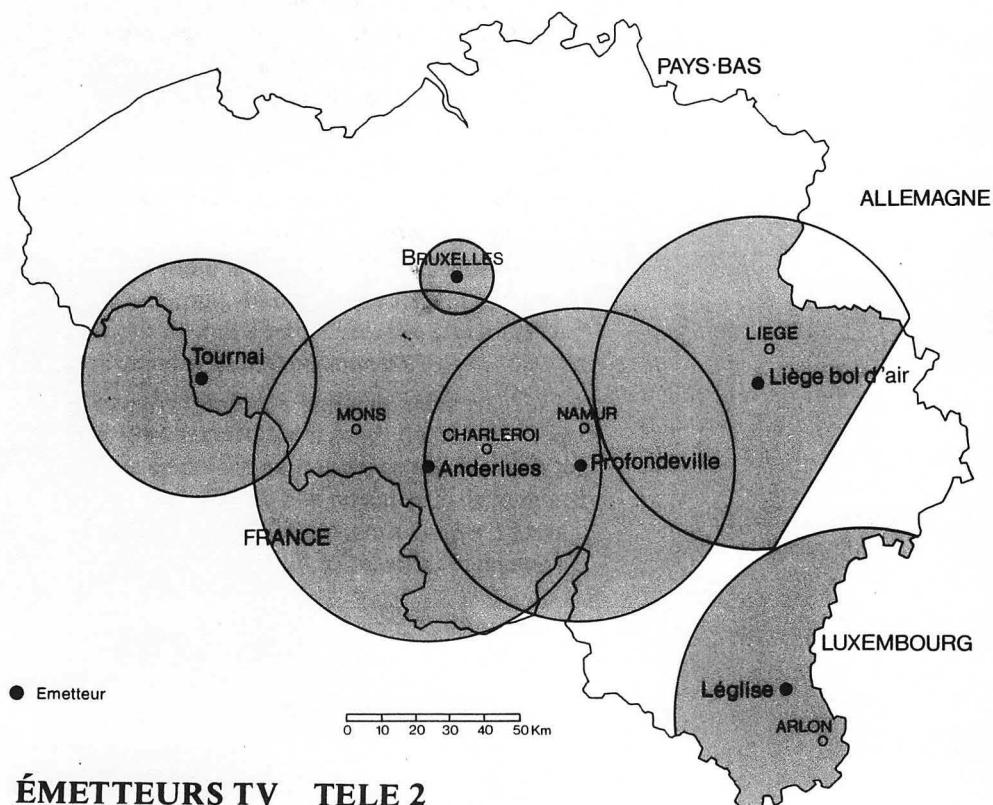 PAYS-BAS
ALLEMAGNE
BRUXELLES
LIEGE
Tournai
Liège bol d'air
MONS
NAMUR
CHARLEROI
Anderlues
Profondeville
FRANCE
LUXEMBOURG
Emetteur
Léglise
ARLON
0 10 20 30 40 50 Km
ÉMETTEURS TV TELE 2